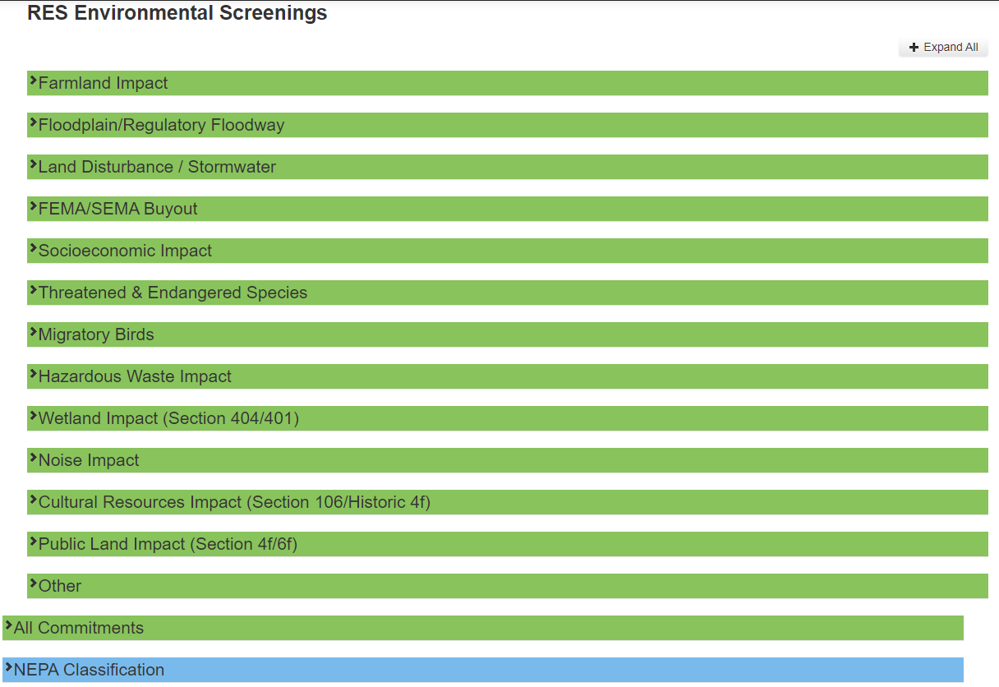 RES Environmental Screenings
Expand All
Farmland Impact
Floodplain/Regulatory Floodway
Land Disturbance / Stormwater
FEMA/SEMA Buyout
Socioeconomic Impact
Threatened & Endangered Species
Migratory Birds
Hazardous Waste Impact
Wetland Impact (Section 404/401)
Noise Impact
Cultural Resources Impact (Section 106/Historic 4f)
Public Land Impact (Section 4f/6f)
Other
All Commitments
NEPA Classification